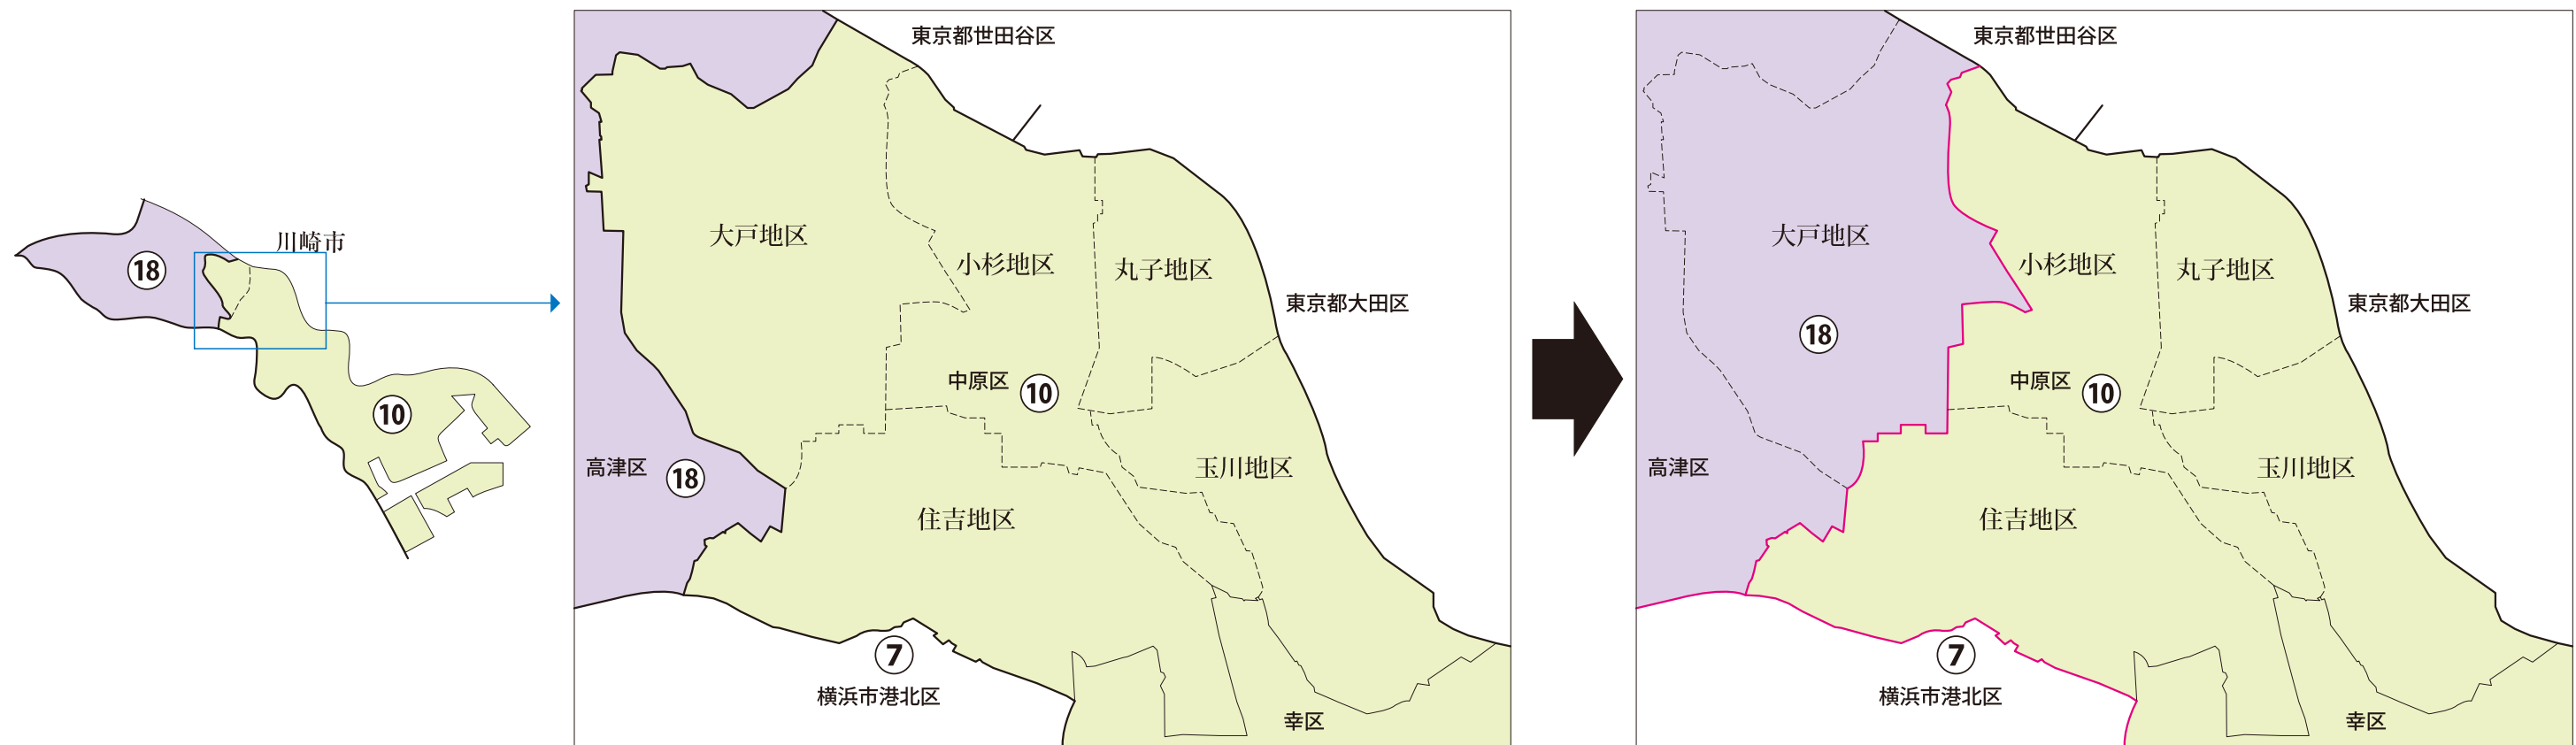 川崎市
18
10
東京都世田谷区
大戸地区
小杉地区
丸子地区
東京都大田区
中原区
10
高津区
18
玉川地区
住吉地区
7
横浜市港北区
幸区
東京都世田谷区
大戸地区
小杉地区
丸子地区
東京都大田区
18
中原区
10
高津区
玉川地区
住吉地区
7
横浜市港北区
幸区